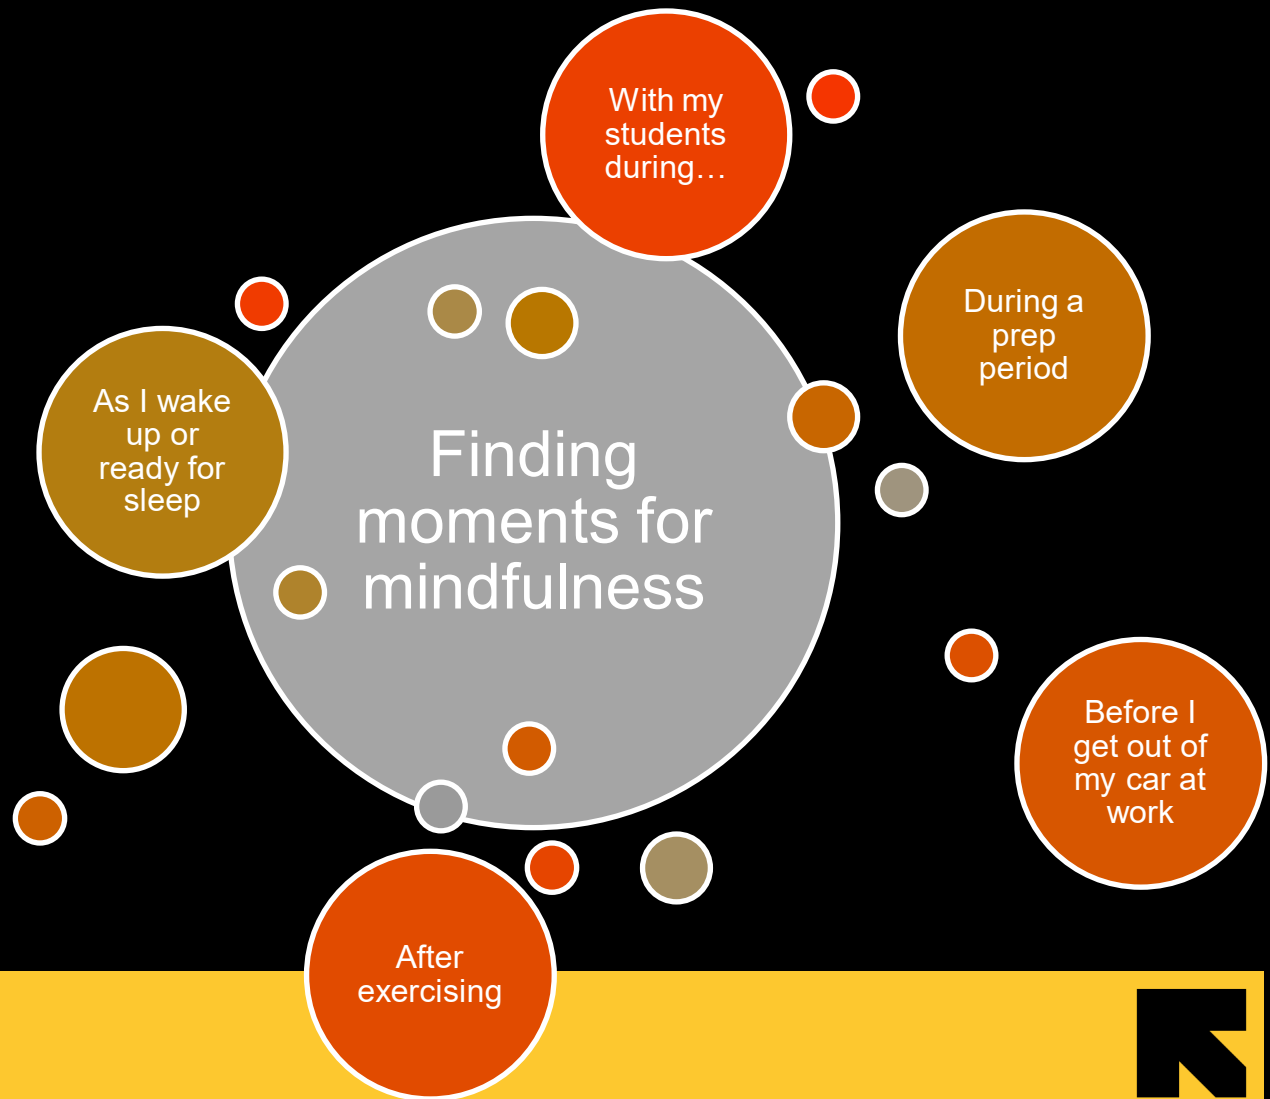 With my
students
during…
During a
prep
period
As I wake
up or
ready for
sleep
Finding
moments for
mindfulness
Before I
get out of
my car at
work
After
exercising